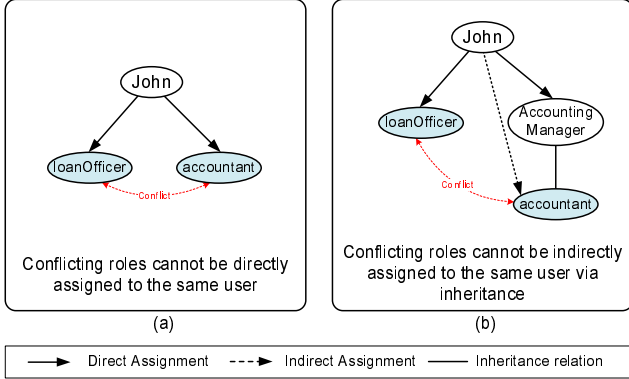 John
loanOfficer
accountant
Conflict
Conflicting roles cannot be directly
assigned to the same user
(a)
John
loanOfficer
Accounting
Manager
Conflict
accountant
Conflicting roles cannot be indirectly
assigned to the same user via
inheritance
(b)
Direct Assignment
Indirect Assignment
Inheritance relation